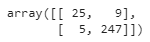 array([[ 25,   9],
       [  5, 247]])